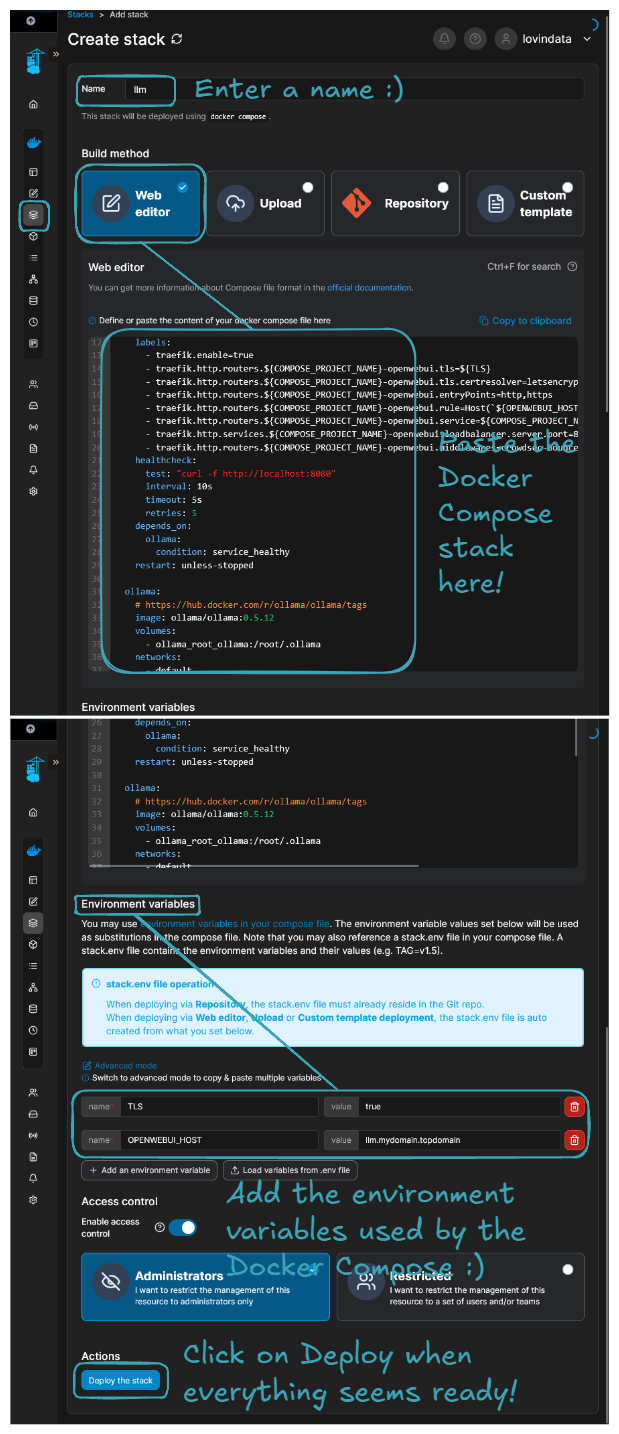 Stacks > Add stack
Create stack
lovindata
Name llm
Enter a name :)
This stack will be deployed using docker compose.
Build method
Web editor
Upload
Repository
Custom template
Web editor
Ctrl+F for search
You can get more information about Compose file format in the official documentation.
Define or paste the content of your docker compose file here
Copy to clipboard
12 labels:
13 - traefik.enable=true
14 - traefik.http.routers.${COMPOSE_PROJECT_NAME}-openwebui.tls=${TLS}
15 - traefik.http.routers.${COMPOSE_PROJECT_NAME}-openwebui.tls.certresolver=letsencryp
16 - traefik.http.routers.${COMPOSE_PROJECT_NAME}-openwebui.entryPoints=http,https
17 - traefik.http.routers.${COMPOSE_PROJECT_NAME}-openwebui.rule=Host(`${OPENWEBUI_HOST
18 - traefik.http.routers.${COMPOSE_PROJECT_NAME}-openwebui.service=${COMPOSE_PROJECT_N
19 - traefik.http.services.${COMPOSE_PROJECT_NAME}-openwebui.loadbalancer.server.port=8
20 - traefik.http.routers.${COMPOSE_PROJECT_NAME}-openwebui.middlewares=crowdsec-bounce
21 healthcheck:
22 test: "curl -f http://localhost:8080"
23 interval: 10s
24 timeout: 5s
25 retries: 5
26 depends_on:
27 ollama:
28 condition: service_healthy
29 restart: unless-stopped
30
31 ollama:
32 # https://hub.docker.com/r/ollama/ollama/tags
33 image: ollama/ollama:0.5.12
34 volumes:
35 - ollama_root_ollama:/root/.ollama
36 networks:
37 - default
Paste the
Docker
Compose
stack
here!
Environment variables
26 depends_on:
27 ollama:
28 condition: service_healthy
29 restart: unless-stopped
30
31 ollama:
32 # https://hub.docker.com/r/ollama/ollama/tags
33 image: ollama/ollama:0.5.12
34 volumes:
35 - ollama_root_ollama:/root/.ollama
36 networks:
37 - default
Environment variables
You may use environment variables in your compose file. The environment variable values set below will be used
as substitutions in the compose file. Note that you may also reference a stack.env file in your compose file. A
stack.env file contains the environment variables and their values (e.g. TAG=v1.5).
stack.env file operation
When deploying via Repository, the stack.env file must already reside in the Git repo.
When deploying via Web editor, Upload or Custom template deployment, the stack.env file is auto
created from what you set below.
Advanced mode
Switch to advanced mode to copy & paste multiple variables
name* TLS value true
name* OPENWEBUI_HOST value llm.mydomain.topdomain
+ Add an environment variable
Load variables from .env file
Access control
Enable access
control
Add the environment
variables used by the
Docker Compose :)
Administrators
I want to restrict the management of this
resource to administrators only
Restricted
I want to restrict the management of this
resource to a set of users and/or teams
Actions
Deploy the stack
Click on Deploy when
everything seems ready!